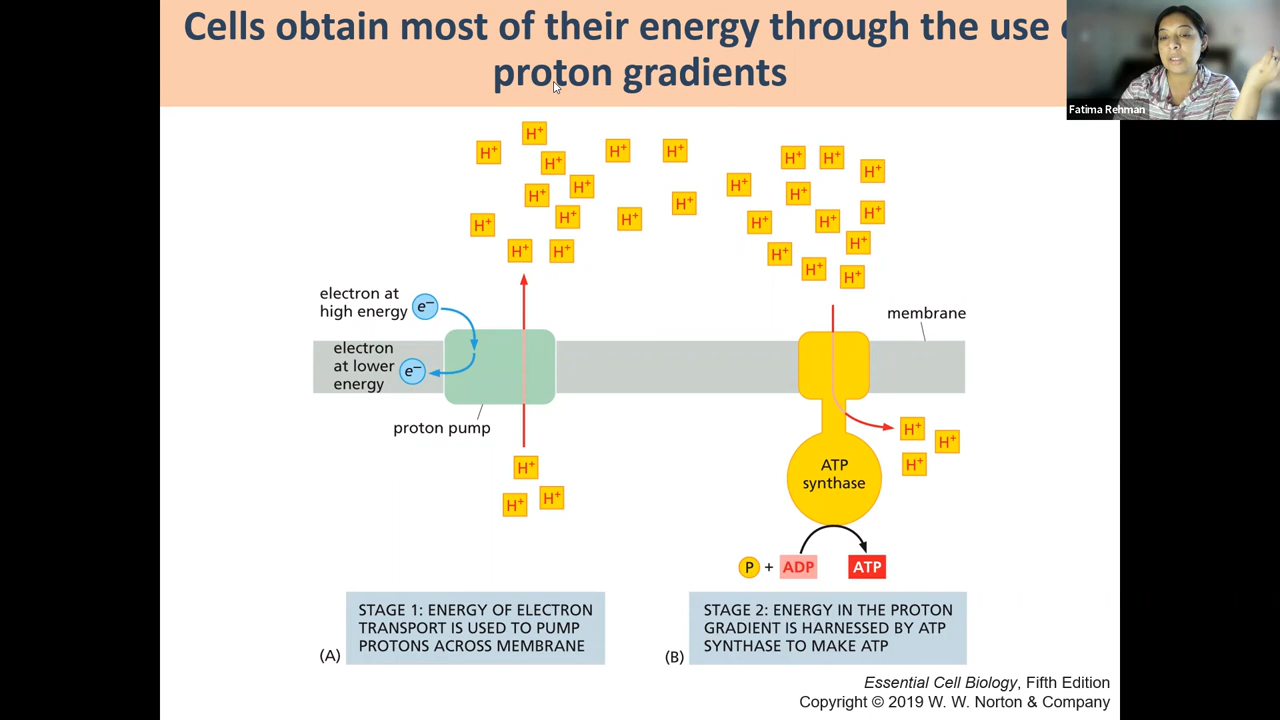 Cells obtain most of their energy through the use
proton gradients
Fatima Rehman
H+ H+ H+ H+ H+ H+ H+ H+
H+ H+ H+ H+ H+ H+
H+ H+ H+ H+ H+ H+
H+ H+ H+ H+ H+ H+ H+
electron at
high energy
e−
membrane
electron
at lower
energy
e−
proton pump
H+
H+ H+
H+
H+
H+
ATP
synthase
P + ADP ATP
STAGE 1: ENERGY OF ELECTRON
TRANSPORT IS USED TO PUMP
PROTONS ACROSS MEMBRANE
(A)
STAGE 2: ENERGY IN THE PROTON
GRADIENT IS HARNESSED BY ATP
SYNTHASE TO MAKE ATP
(B)
Essential Cell Biology, Fifth Edition
Copyright © 2019 W. W. Norton & Company